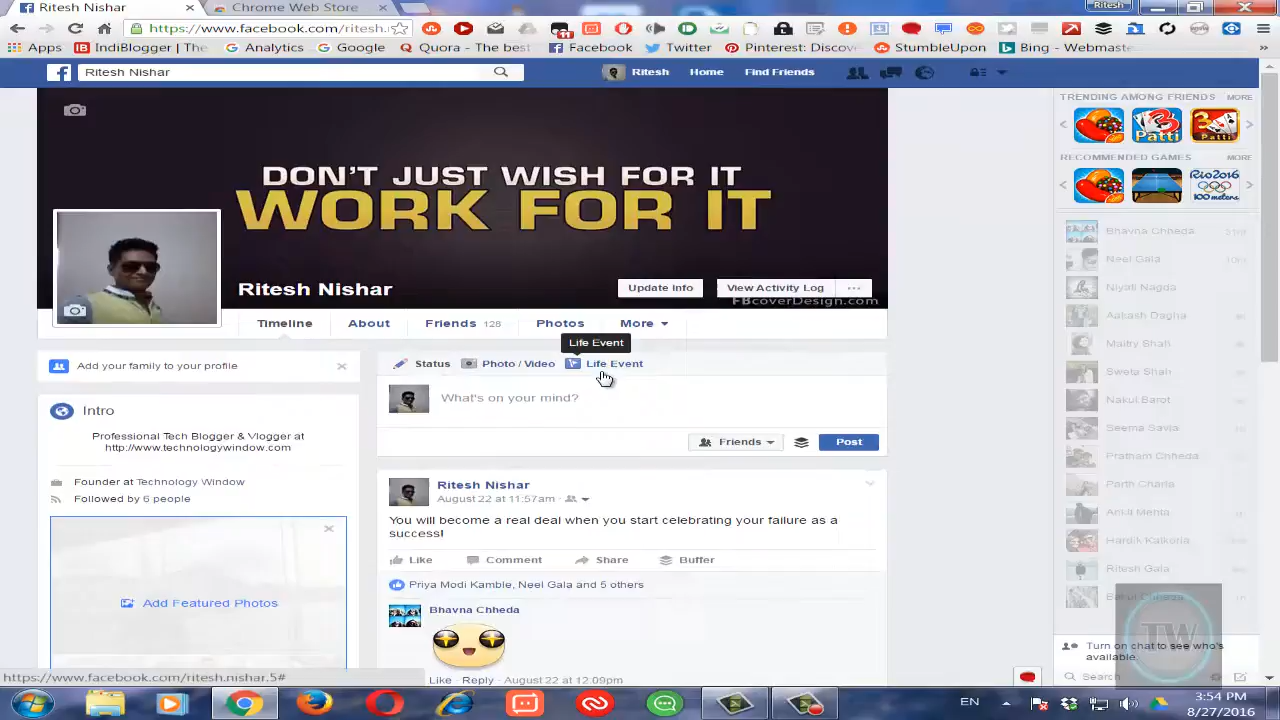 Ritesh Nishar
Chrome Web Store
Ritesh
https://www.facebook.com/ritesh.
11
Apps
IndiBlogger | The
Analytics
Google
Quora - The best
Facebook
Twitter
Pinterest: Discov
StumbleUpon
Bing - Webmaste
Ritesh Nishar
Ritesh
Home
Find Friends
DON'T JUST WISH FOR IT
WORK FOR IT
Ritesh Nishar
Update Info
View Activity Log
FBcoverDesign.com
Timeline
About
Friends 128
Photos
More
Life Event
Add your family to your profile
Status
Photo / Video
Life Event
What's on your mind?
Friends
Post
Intro
Professional Tech Blogger & Vlogger at
http://www.technologywindow.com
Founder at Technology Window
Followed by 6 people
Add Featured Photos
Ritesh Nishar
August 22 at 11:57am
You will become a real deal when you start celebrating your failure as a
success!
Like
Comment
Share
Buffer
Priya Modi Kamble, Neel Gala and 5 others
Bhavna Chheda
Like · Reply · August 22 at 12:09pm
TRENDING AMONG FRIENDS
MORE
3 Patti
3 Patti
RECOMMENDED GAMES
MORE
Rio2016
100 meters
Bhavna Chheda
Neel Gala
Niyati Nagda
Aakash Dagha
Maitry Shah
Sweta Shah
Nakul Barot
Seema Savla
Pratham Chheda
Parth Charla
Ankit Mehta
Hardik Katkoria
Ritesh Gala
TW
Turn on chat to see who's
available.
Search
https://www.facebook.com/ritesh.nishar.5#
EN
3:54 PM
8/27/2016